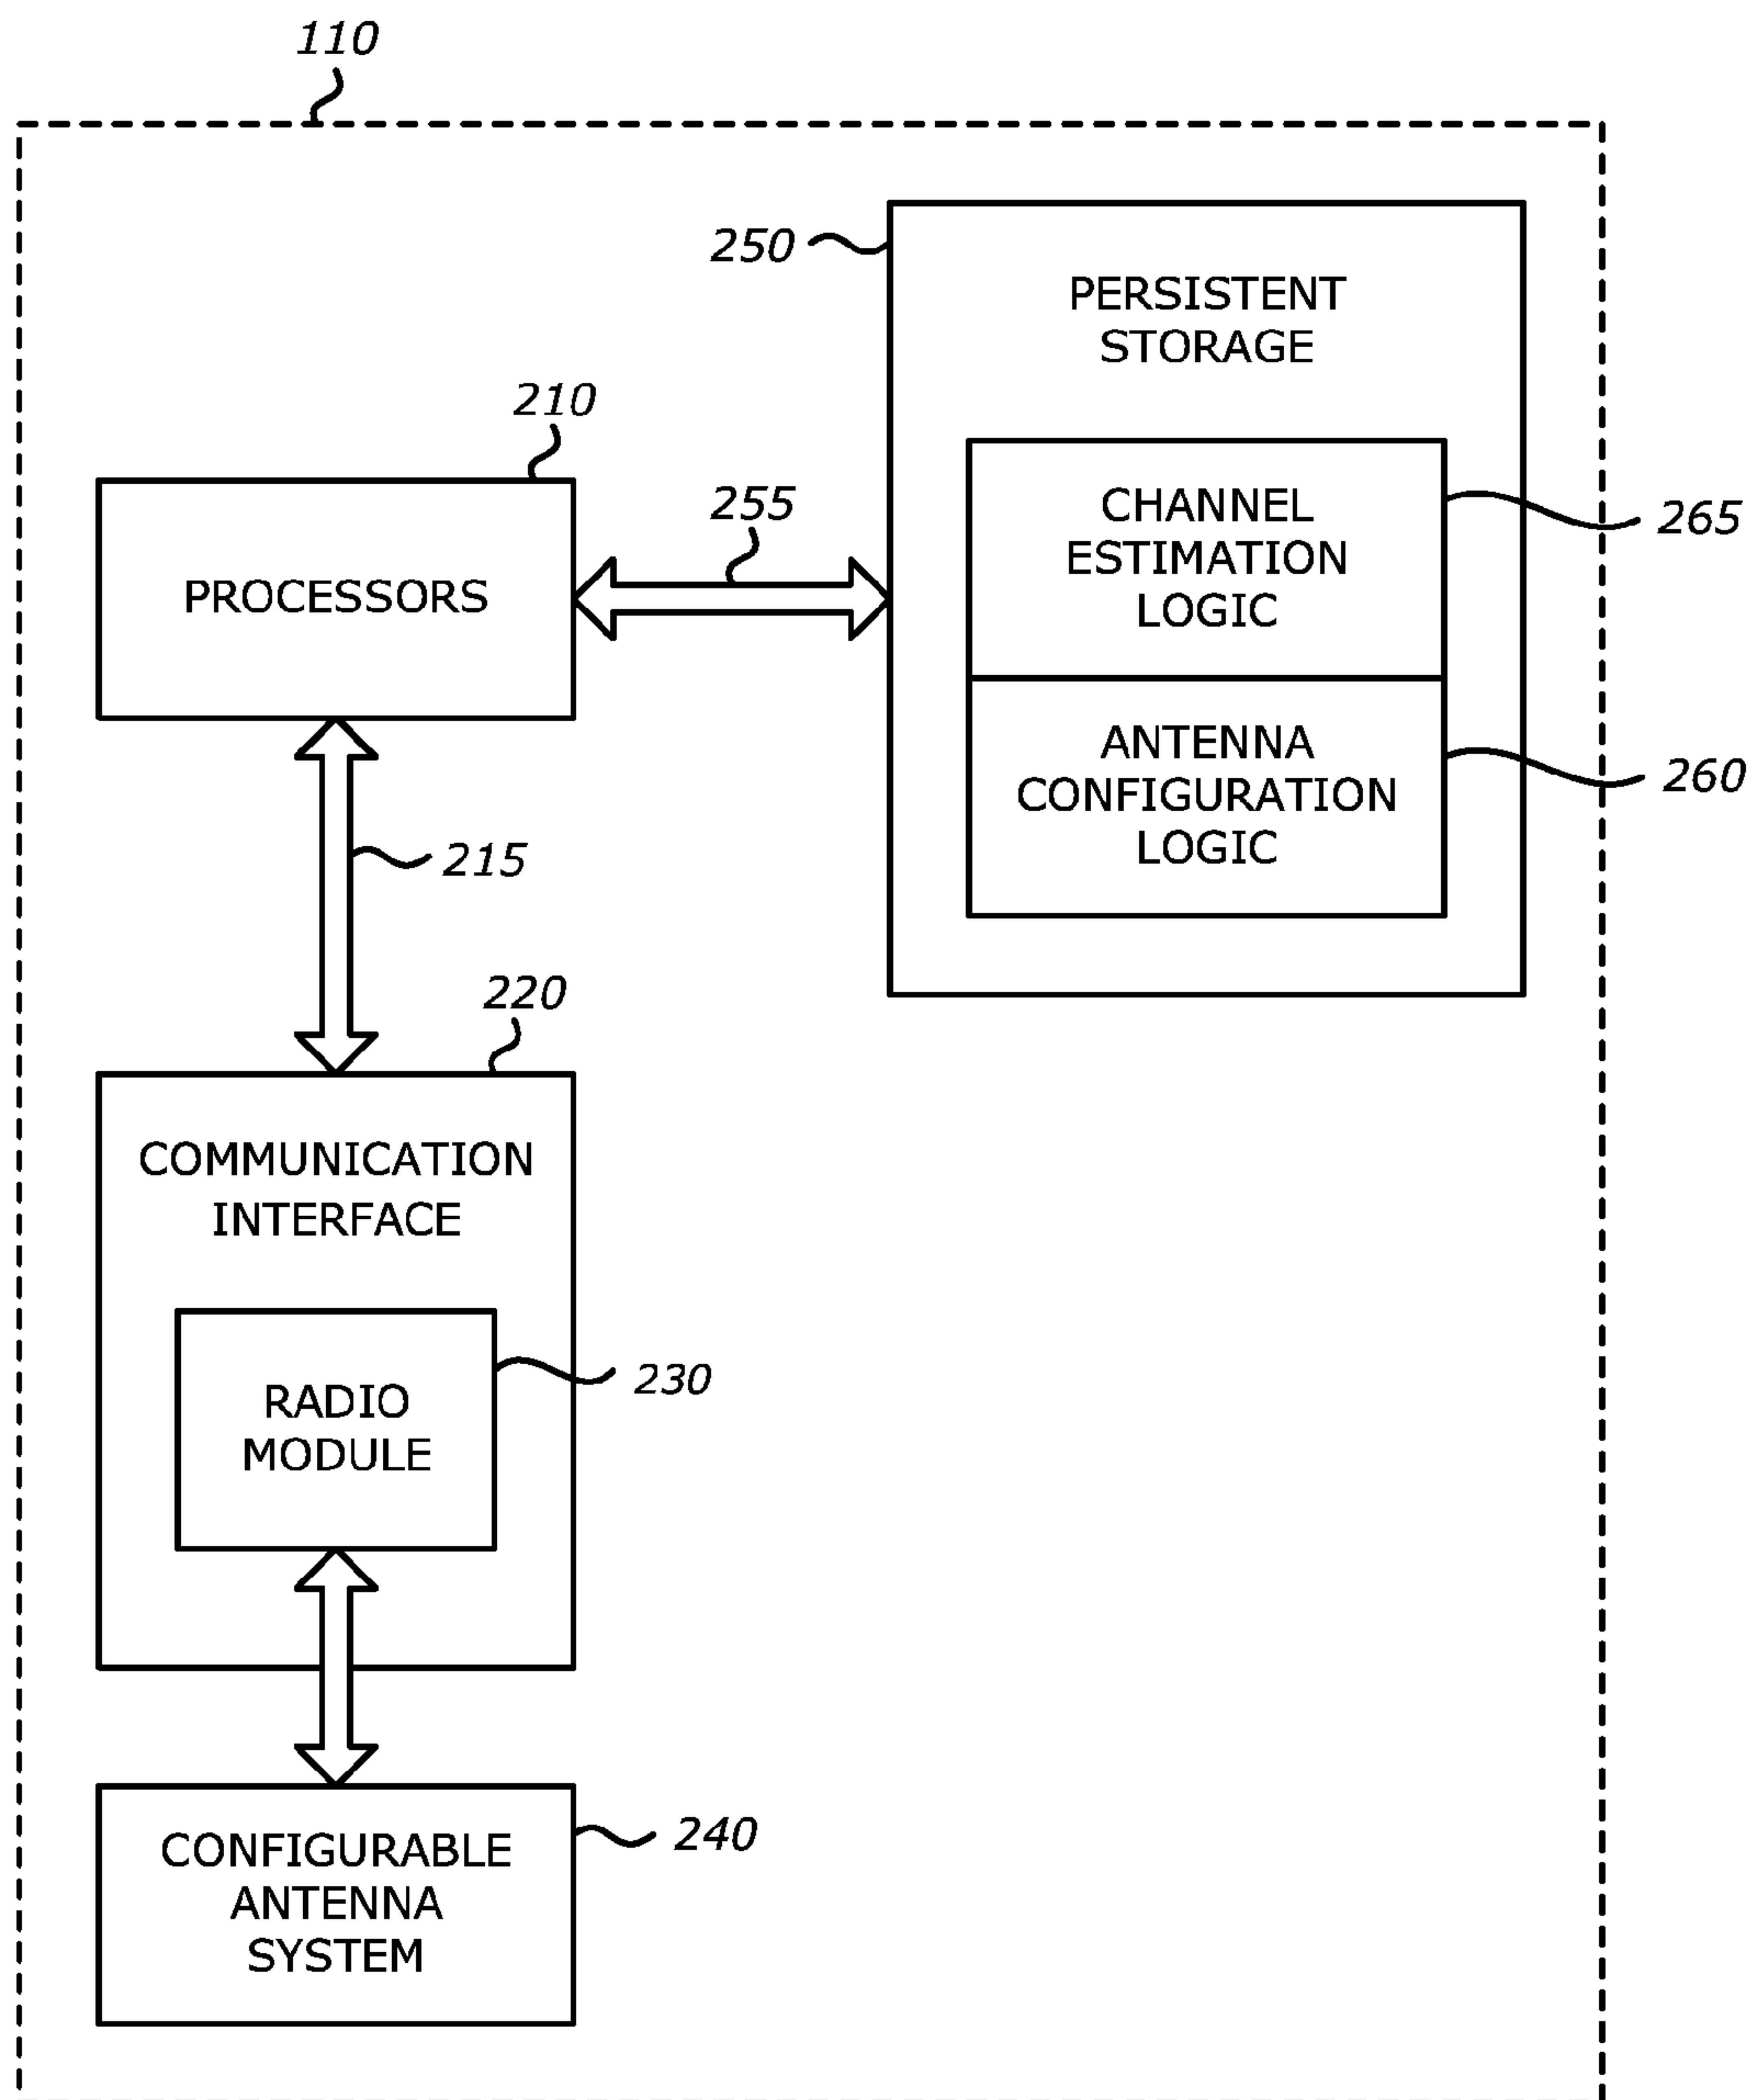 110
250
PERSISTENT
STORAGE
210
PROCESSORS
255
CHANNEL
ESTIMATION
LOGIC
265
ANTENNA
CONFIGURATION
LOGIC
260
215
220
COMMUNICATION
INTERFACE
RADIO
MODULE
230
CONFIGURABLE
ANTENNA
SYSTEM
240